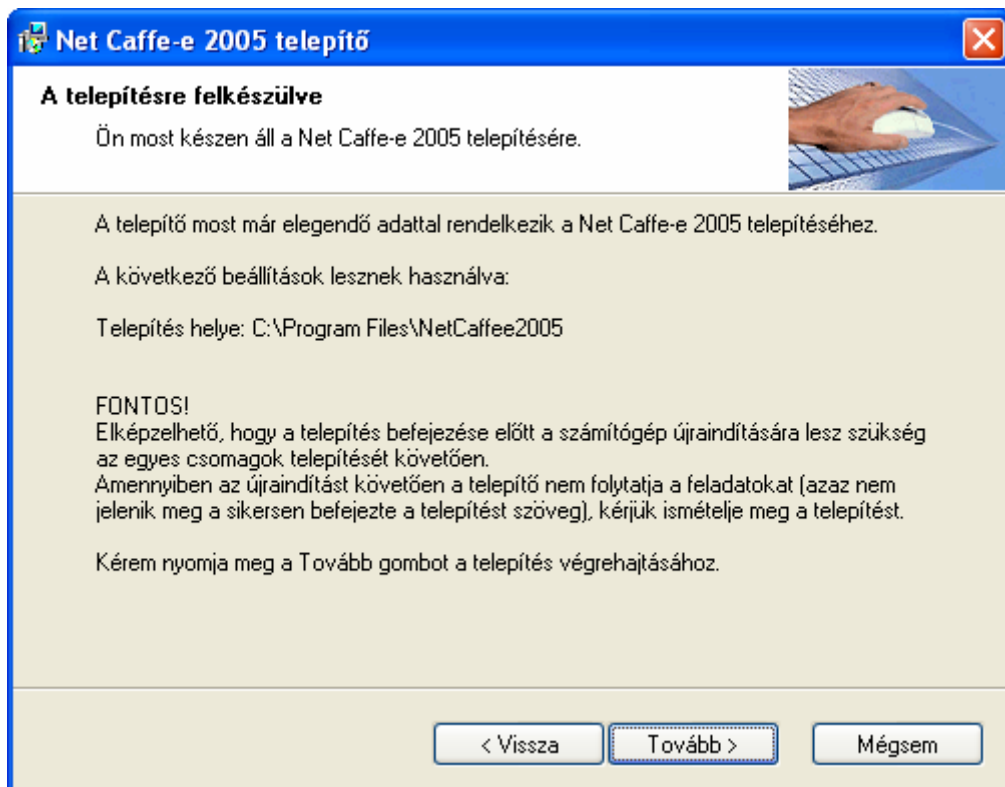 Net Caffe-e 2005 telepítő
A telepítésre felkészülve
Ön most készen áll a Net Caffe-e 2005 telepítésére.
A telepítő most már elegendő adattal rendelkezik a Net Caffe-e 2005 telepítéséhez.
A következő beállítások lesznek használva:
Telepítés helye: C:\Program Files\NetCaffee2005
FONTOS!
Elképzelhető, hogy a telepítés befejezése előtt a számítógép újraindítására lesz szükség
az egyes csomagok telepítését követően.
Amennyiben az újraindítást követően a telepítő nem folytatja a feladatokat (azaz nem
jelenik meg a sikersen befejezte a telepítést szöveg), kérjük ismételje meg a telepítést.
Kérem nyomja meg a Tovább gombot a telepítés végrehajtásához.
< Vissza Tovább > Mégsem